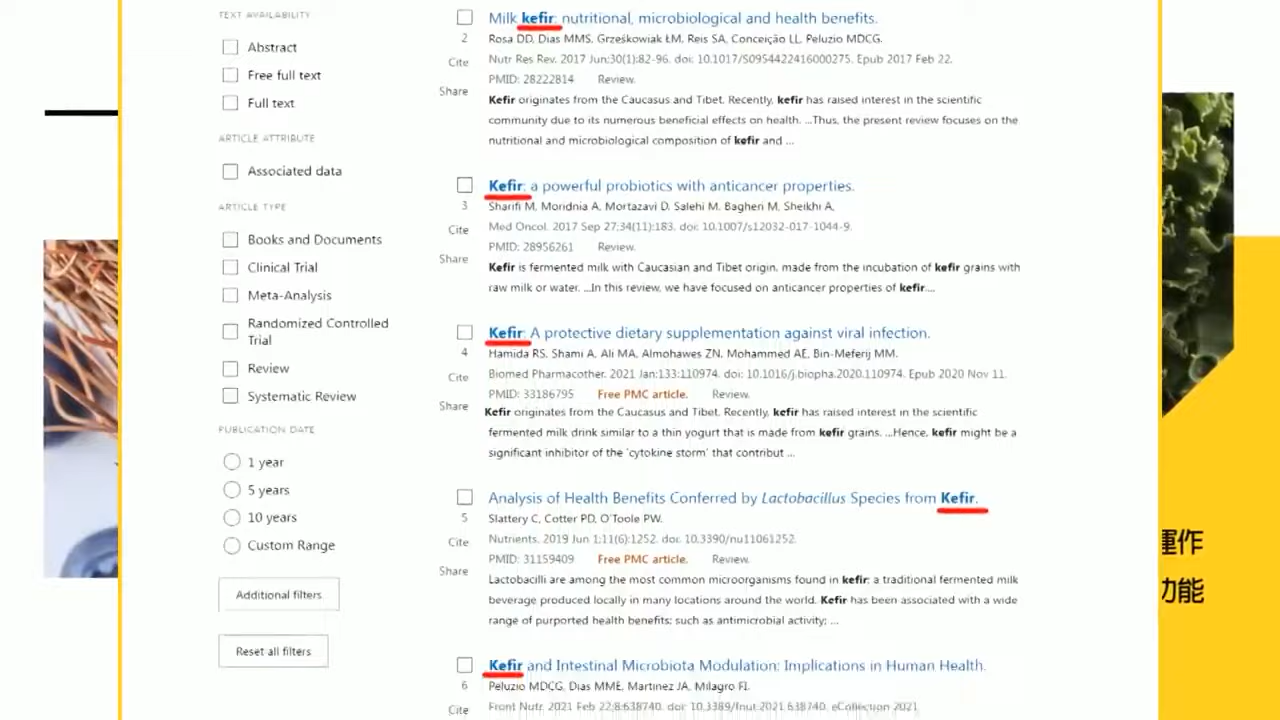 TEXT AVAILABILITY
Abstract
Free full text
Full text
ARTICLE ATTRIBUTE
Associated data
ARTICLE TYPE
Books and Documents
Clinical Trial
Meta-Analysis
Randomized Controlled
Trial
Review
Systematic Review
PUBLICATION DATE
1 year
5 years
10 years
Custom Range
Additional filters
Reset all filters
Milk kefir: nutritional, microbiological and health benefits.
2
Rosa DD, Dias MMS, Grześkowiak ŁM, Reis SA, Conceição LL, Peluzio MDCG.
Cite
Nutr Res Rev. 2017 Jun;30(1):82-96. doi: 10.1017/S0954422416000275. Epub 2017 Feb 22.
PMID: 28222814 Review.
Share
Kefir originates from the Caucasus and Tibet. Recently, kefir has raised interest in the scientific
community due to its numerous beneficial effects on health. ...Thus, the present review focuses on the
nutritional and microbiological composition of kefir and ...
Kefir: a powerful probiotics with anticancer properties.
3
Sharifi M, Moridnia A, Mortazavi D, Salehi M, Bagheri M, Sheikhi A.
Cite
Med Oncol. 2017 Sep 27;34(11):183. doi: 10.1007/s12032-017-1044-9.
PMID: 28956261 Review.
Share
Kefir is fermented milk with Caucasian and Tibet origin, made from the incubation of kefir grains with
raw milk or water. ...In this review, we have focused on anticancer properties of kefir....
Kefir: A protective dietary supplementation against viral infection.
4
Hamida RS, Shami A, Ali MA, Almohawes ZN, Mohammed AE, Bin-Meferij MM.
Cite
Biomed Pharmacother. 2021 Jan;133:110974. doi: 10.1016/j.biopha.2020.110974. Epub 2020 Nov 11.
PMID: 33186795 Free PMC article. Review.
Share
Kefir originates from the Caucasus and Tibet. Recently, kefir has raised interest in the scientific
fermented milk drink similar to a thin yogurt that is made from kefir grains. ...Hence, kefir might be a
significant inhibitor of the 'cytokine storm' that contribut ...
Analysis of Health Benefits Conferred by Lactobacillus Species from Kefir.
5
Slattery C, Cotter PD, O'Toole PW.
Cite
Nutrients. 2019 Jun 1;11(6):1252. doi: 10.3390/nu11061252.
PMID: 31159409 Free PMC article. Review.
Share
Lactobacilli are among the most common microorganisms found in kefir; a traditional fermented milk
beverage produced locally in many locations around the world. Kefir has been associated with a wide
range of purported health benefits; such as antimicrobial activity; ...
Kefir and Intestinal Microbiota Modulation: Implications in Human Health.
6
Peluzio MDCG, Dias MME, Martinez JA, Milagro FI.
Cite
Front Nutr. 2021 Feb 22;8:638740. doi: 10.3389/fnut.2021.638740. eCollection 2021.
運作
功能